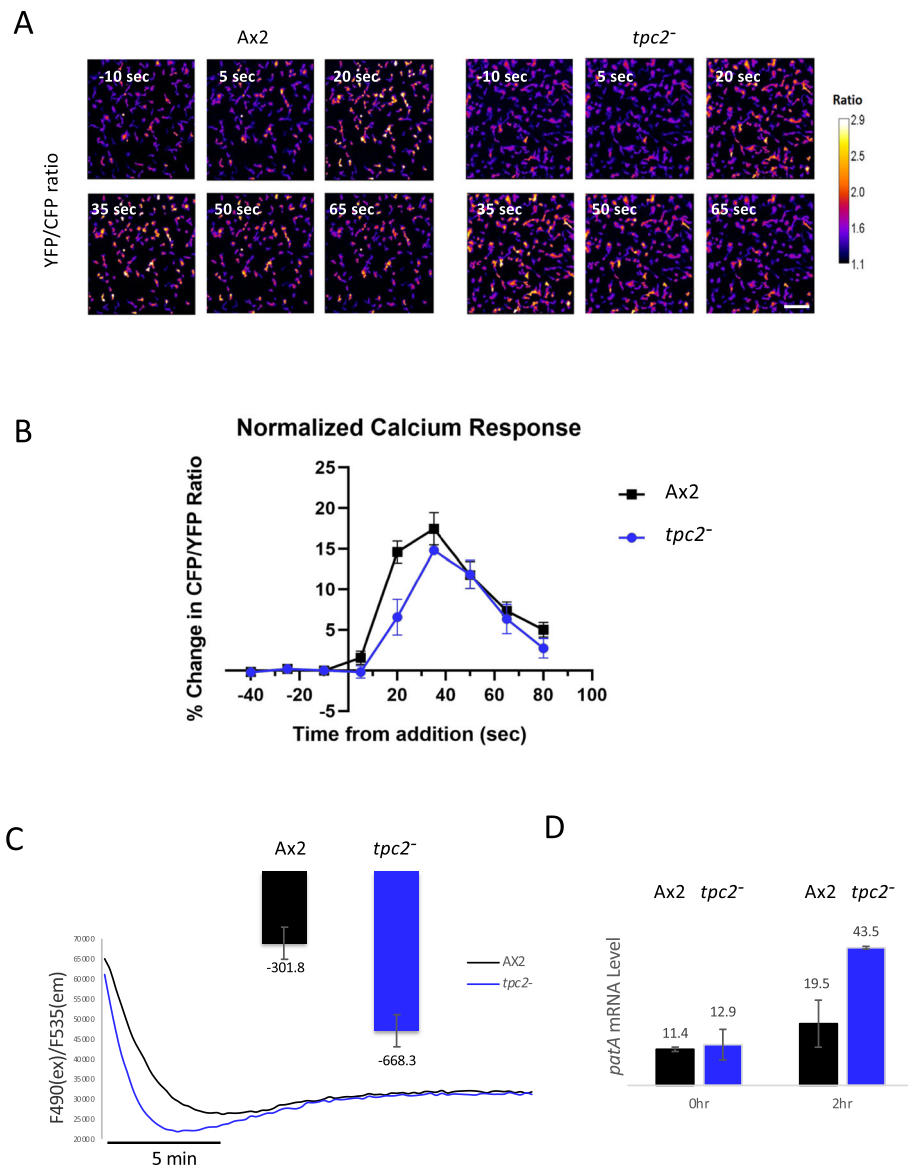 A
Ax2
tpc2-
-10 sec
5 sec
20 sec
-10 sec
5 sec
20 sec
Ratio
2.9
2.4
2.0
1.6
1.1
YFP/CFP ratio
35 sec
50 sec
65 sec
35 sec
50 sec
65 sec
B
Normalized Calcium Response
% Change in CFP/YFP Ratio
25
20
15
10
5
-5
-40
-20
20
40
60
80
100
Time from addition (sec)
Ax2
tpc2-
C
Ax2
tpc2-
-301.8
-668.3
AX2
tpc2-
F490(ex)/F535(em)
70000
65000
60000
55000
50000
45000
40000
35000
30000
25000
20000
5 min
D
Ax2
tpc2-
Ax2
tpc2-
patA mRNA Level
11.4
12.9
19.5
43.5
0hr
2hr